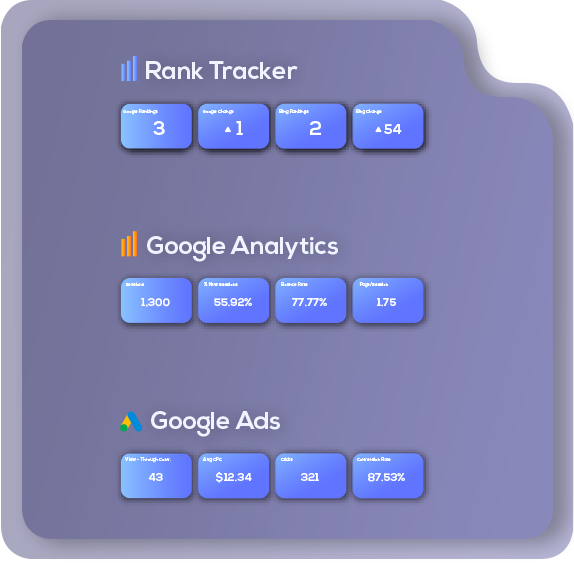 Rank Tracker
Google Rankings Google Change Bing Rankings Bing Change
3 ▲ 1 2 ▲ 54
Google Analytics
Sessions % New Sessions Bounce Rate Page/Session
1,300 55.92% 77.77% 1.75
Google Ads
View - Through Conv. Avg CPC Clicks Conversion Rate
43 $12.34 321 87.53%